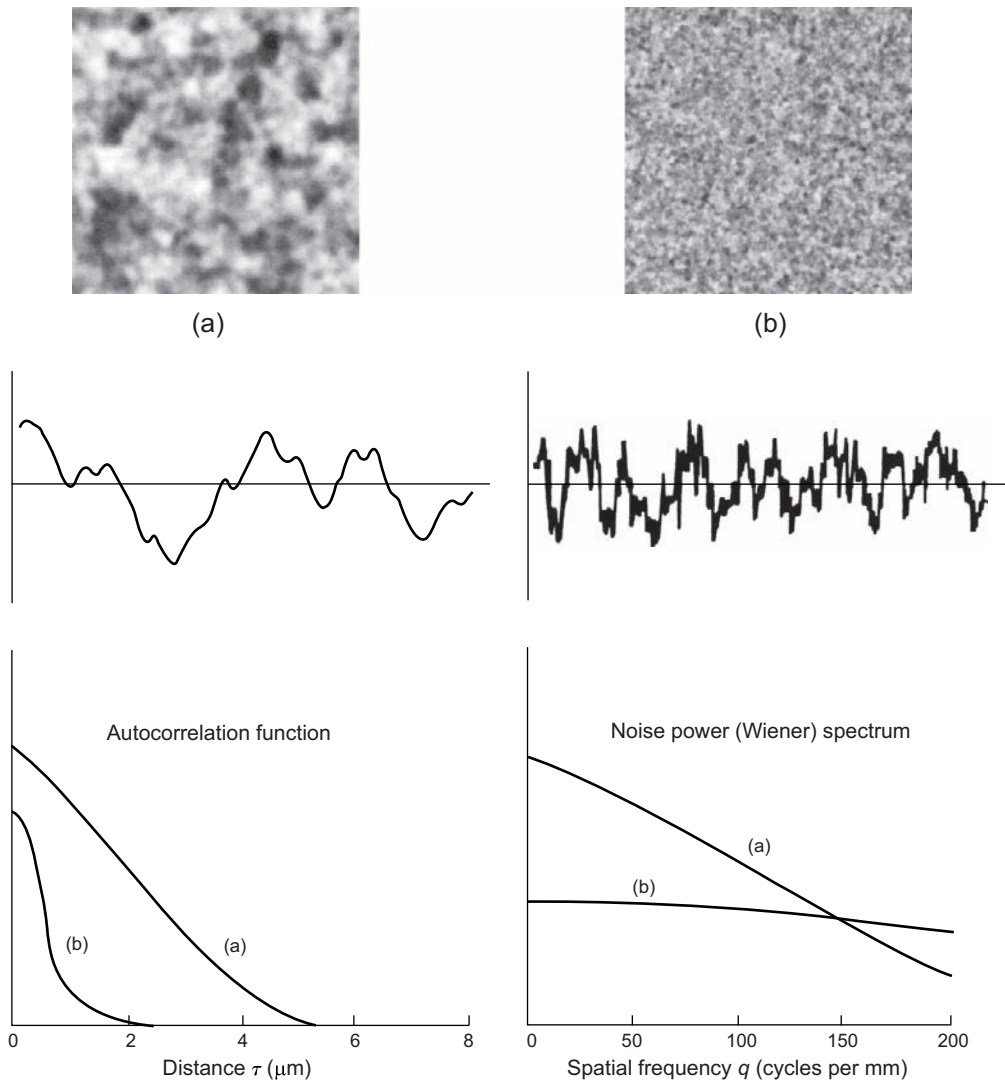 (a)
(b)
Autocorrelation function
(b)
(a)
0 2 4 6 8
Distance τ (μm)
Noise power (Wiener) spectrum
(a)
(b)
0 50 100 150 200
Spatial frequency q (cycles per mm)